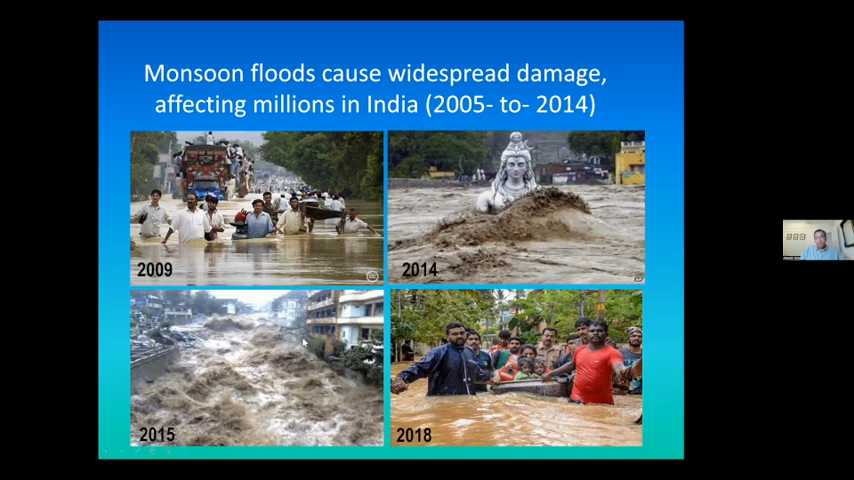 Monsoon floods cause widespread damage,
affecting millions in India (2005- to- 2014)
2009
2014
2015
2018